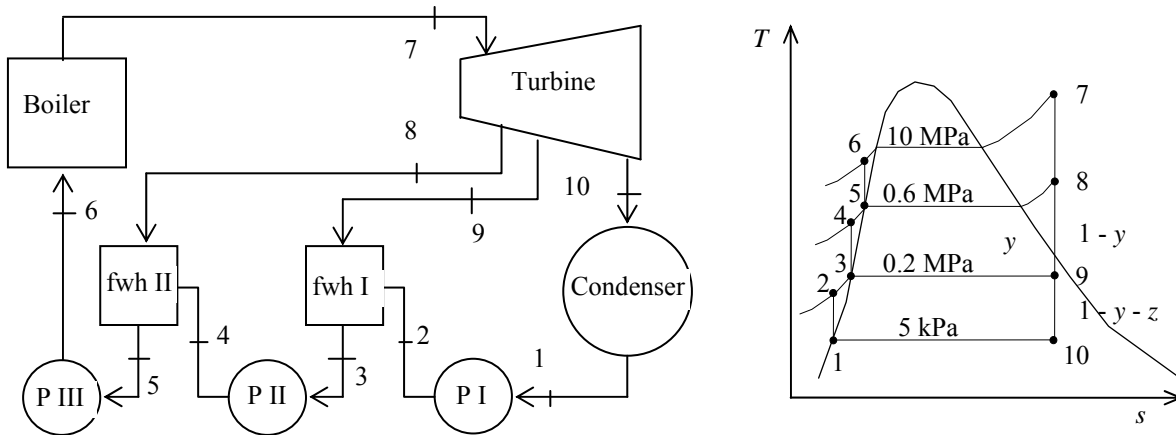 7
Boiler
Turbine
8
10
6
9
fwh II
fwh I
Condenser
4
2
5
3
1
P III
P II
P I
T
7
6
10 MPa
8
5
0.6 MPa
4
y
1 - y
3
0.2 MPa
9
2
1 - y - z
5 kPa
1
10
s